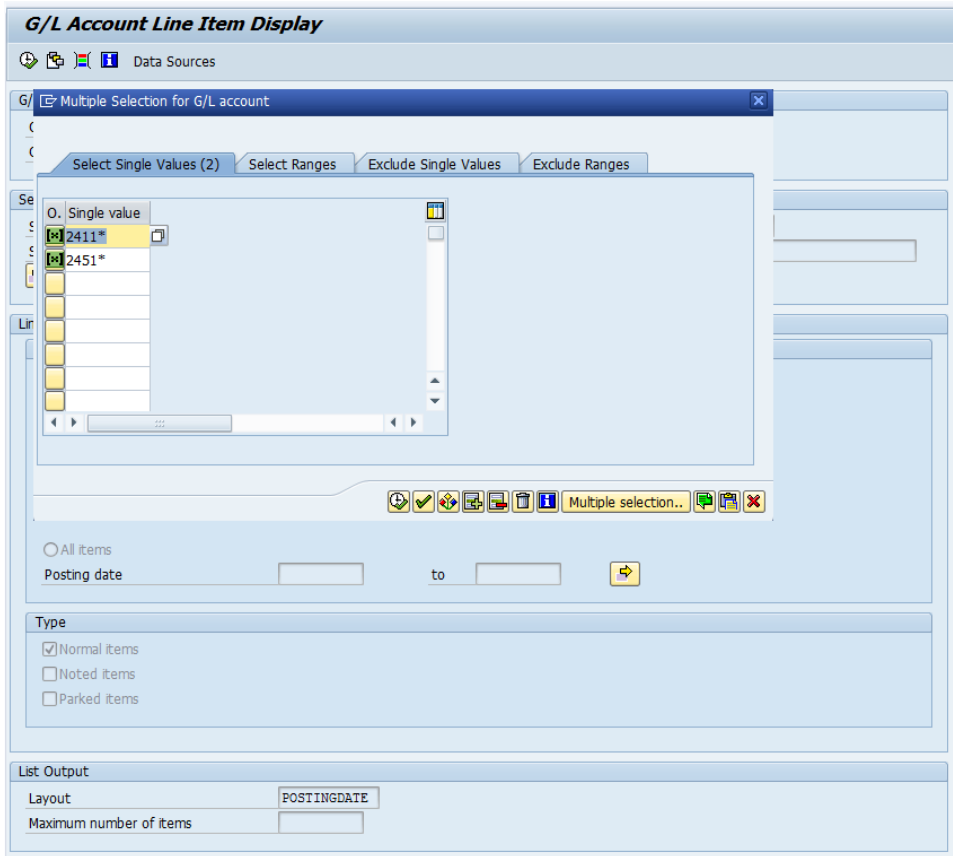 G/L Account Line Item Display
Data Sources
G/
Multiple Selection for G/L account
Select Single Values (2) Select Ranges Exclude Single Values Exclude Ranges
Se
O. Single value
2411*
2451*
Lin
Multiple selection..
All items
Posting date to
Type
Normal items
Noted items
Parked items
List Output
Layout POSTINGDATE
Maximum number of items